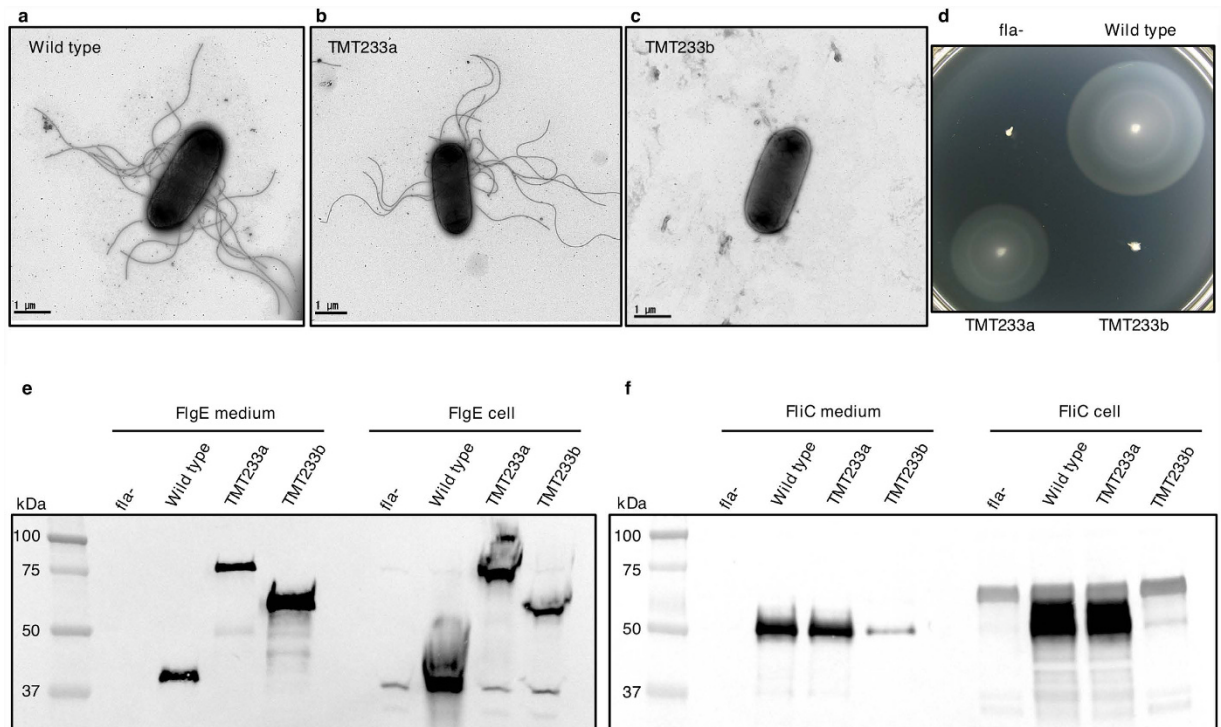 a
b
c
d
Wild type
TMT233a
TMT233b
fla- Wild type
1 µm
1 µm
1 µm
TMT233a TMT233b
e
FlgE medium FlgE cell
kDa fla- Wild type TMT233a TMT233b fla- Wild type TMT233a TMT233b
100
75
50
37
f
FliC medium FliC cell
kDa fla- Wild type TMT233a TMT233b fla- Wild type TMT233a TMT233b
100
75
50
37